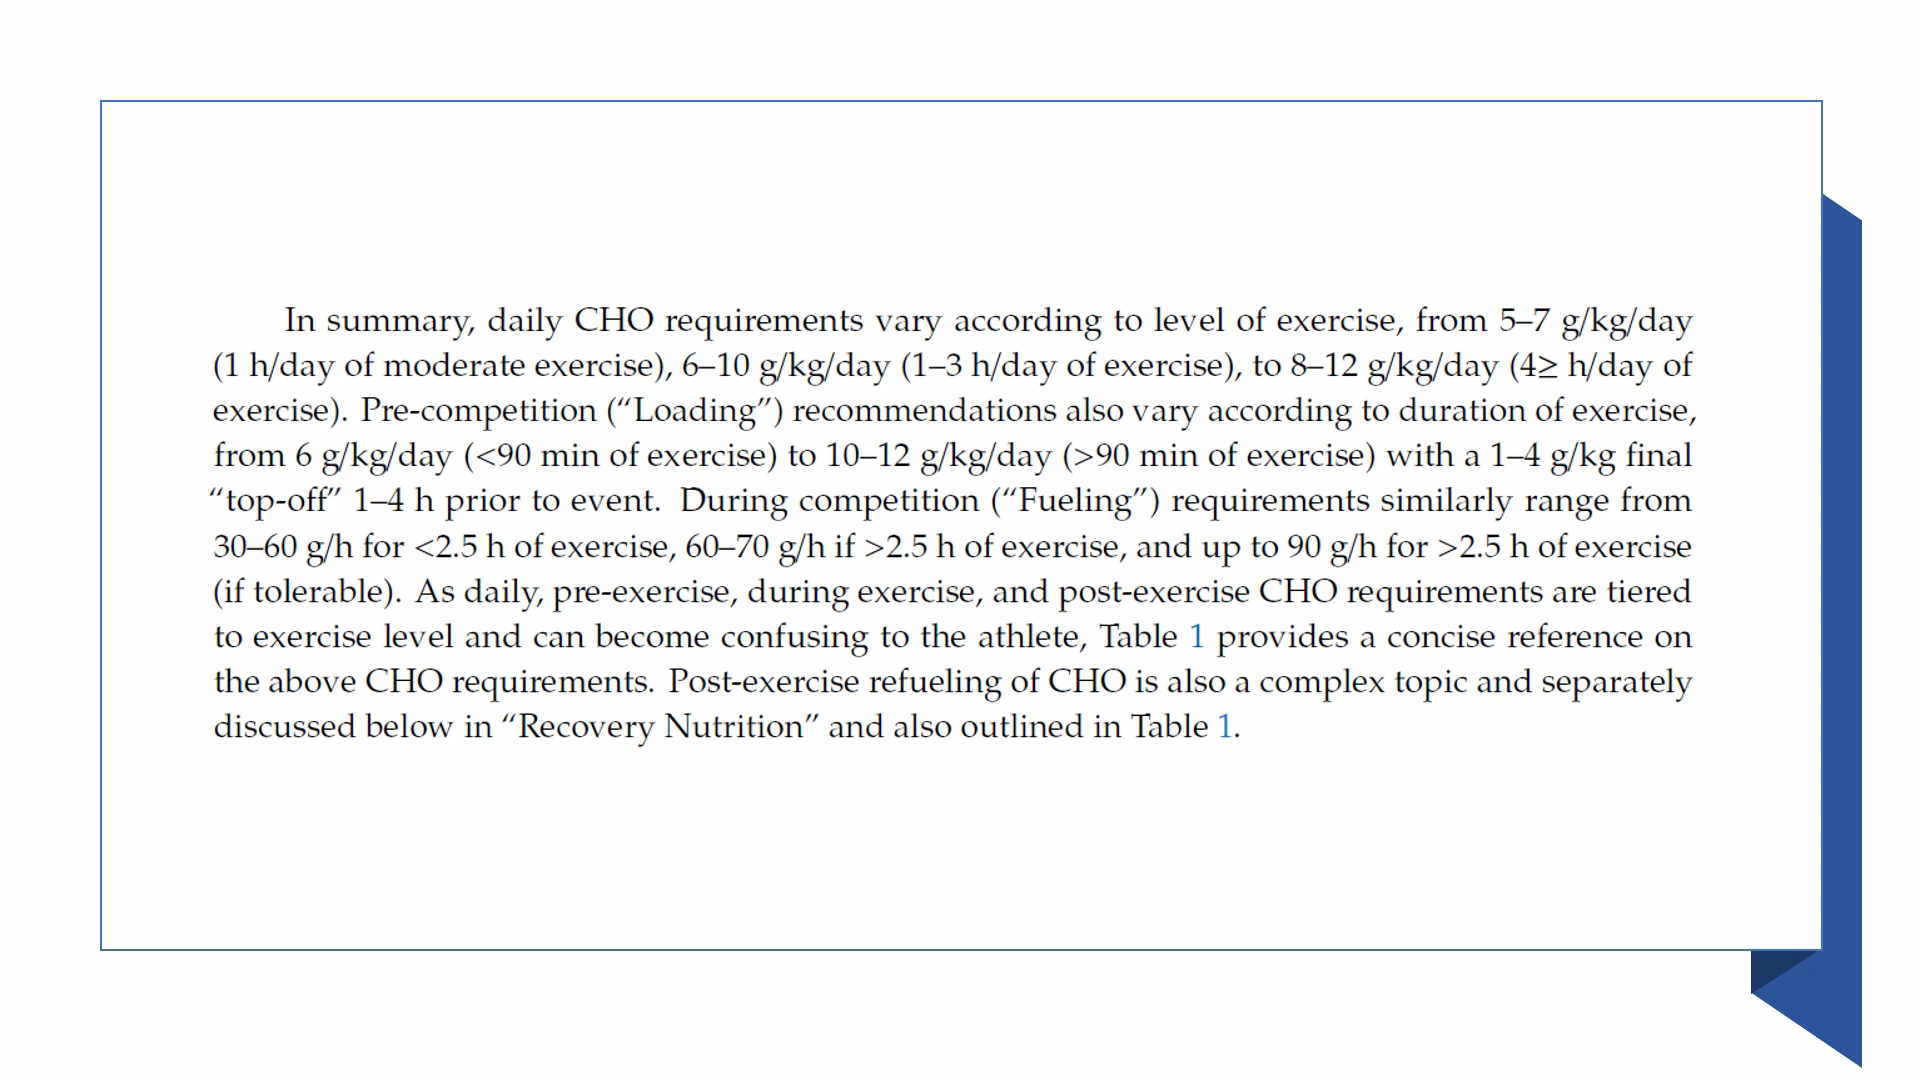 In summary, daily CHO requirements vary according to level of exercise, from 5–7 g/kg/day
(1 h/day of moderate exercise), 6–10 g/kg/day (1–3 h/day of exercise), to 8–12 g/kg/day (4≥ h/day of
exercise). Pre-competition (“Loading”) recommendations also vary according to duration of exercise,
from 6 g/kg/day (<90 min of exercise) to 10–12 g/kg/day (>90 min of exercise) with a 1–4 g/kg final
“top-off” 1–4 h prior to event. During competition (“Fueling”) requirements similarly range from
30–60 g/h for <2.5 h of exercise, 60–70 g/h if >2.5 h of exercise, and up to 90 g/h for >2.5 h of exercise
(if tolerable). As daily, pre-exercise, during exercise, and post-exercise CHO requirements are tiered
to exercise level and can become confusing to the athlete, Table 1 provides a concise reference on
the above CHO requirements. Post-exercise refueling of CHO is also a complex topic and separately
discussed below in “Recovery Nutrition” and also outlined in Table 1.